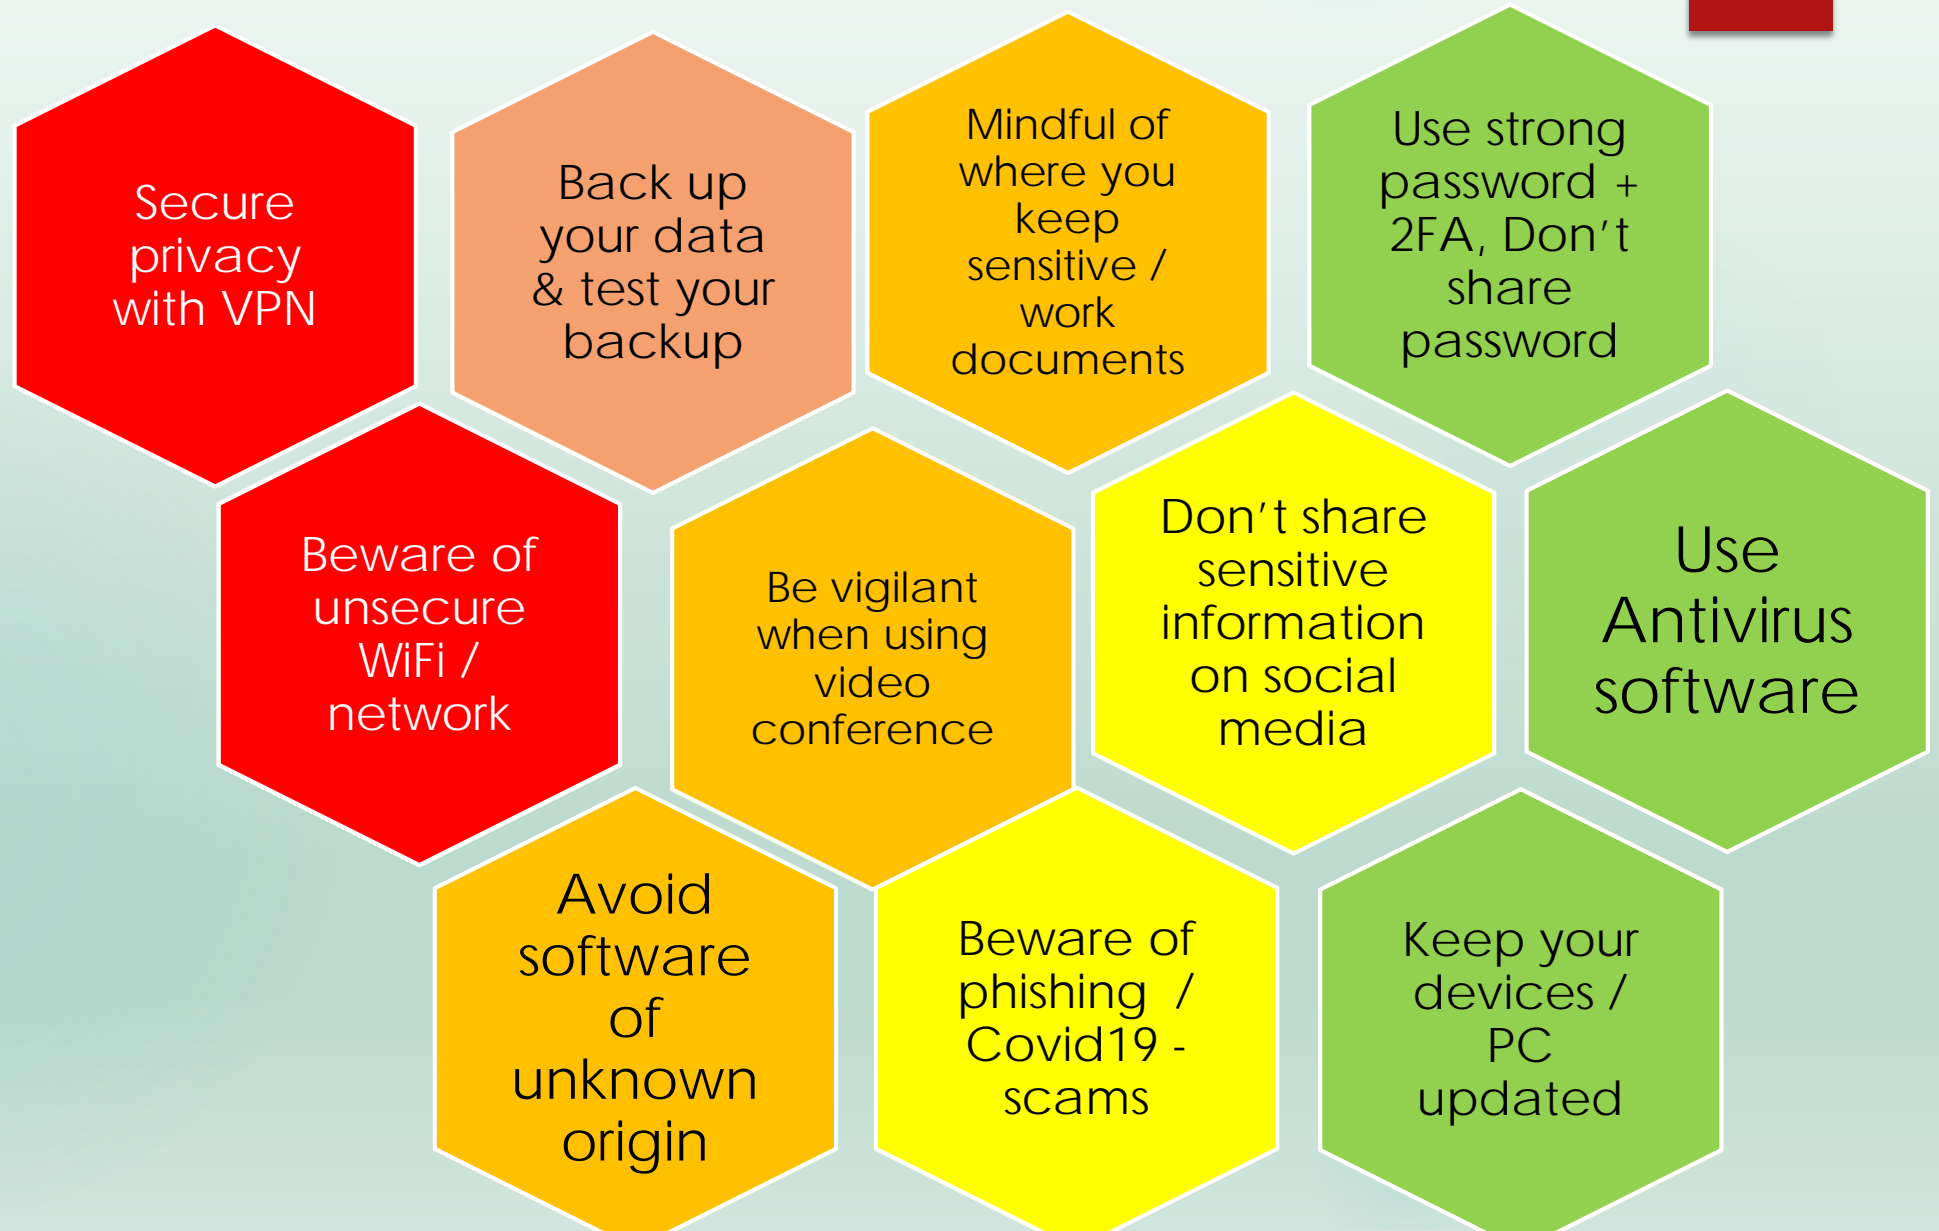 Secure
privacy
with VPN
Back up
your data
& test your
backup
Mindful of
where you
keep
sensitive /
work
documents
Use strong
password +
2FA, Don't
share
password
Beware of
unsecure
WiFi /
network
Be vigilant
when using
video
conference
Don't share
sensitive
information
on social
media
Use
Antivirus
software
Avoid
software
of
unknown
origin
Beware of
phishing  /
Covid19 -
scams
Keep your
devices /
PC
updated